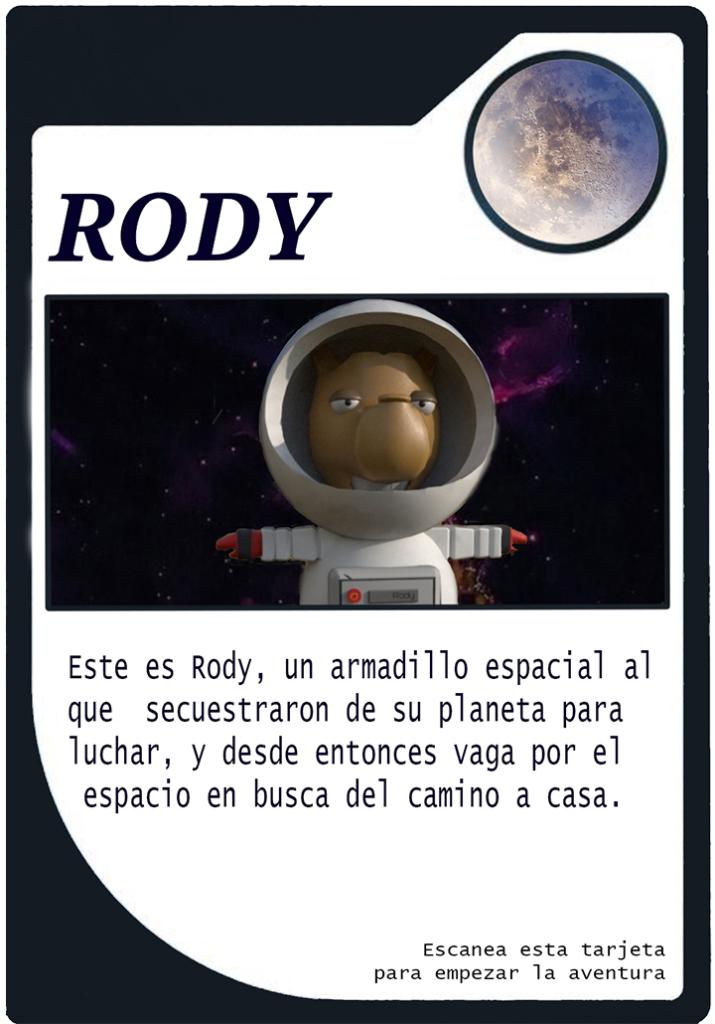 RODY
Rody
Este es Rody, un armadillo espacial al
que secuestraron de su planeta para
luchar, y desde entonces vaga por el
espacio en busca del camino a casa.
Escanea esta tarjeta
para empezar la aventura